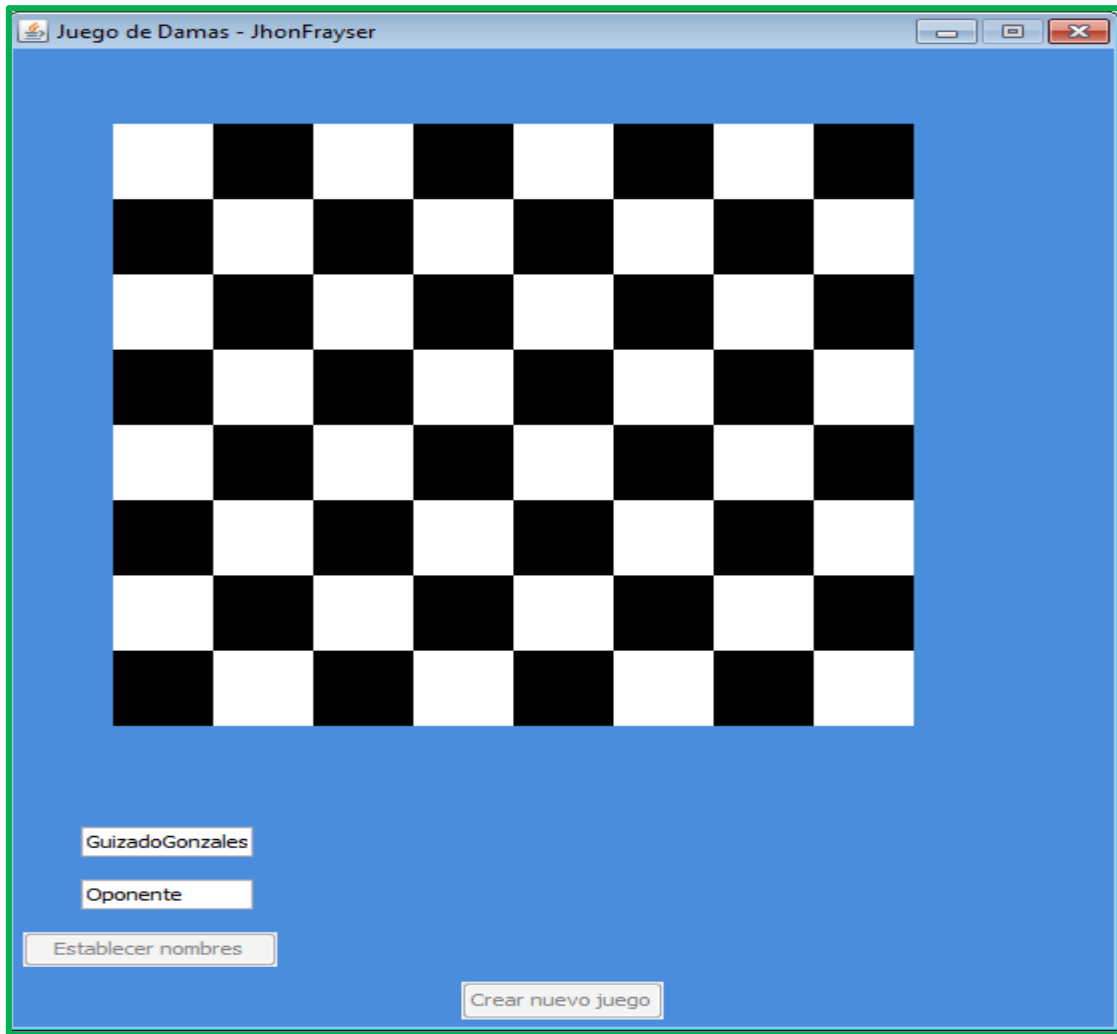 Juego de Damas - JhonFrayser
GuizadoGonzales
Oponente
Establecer nombres
Crear nuevo juego